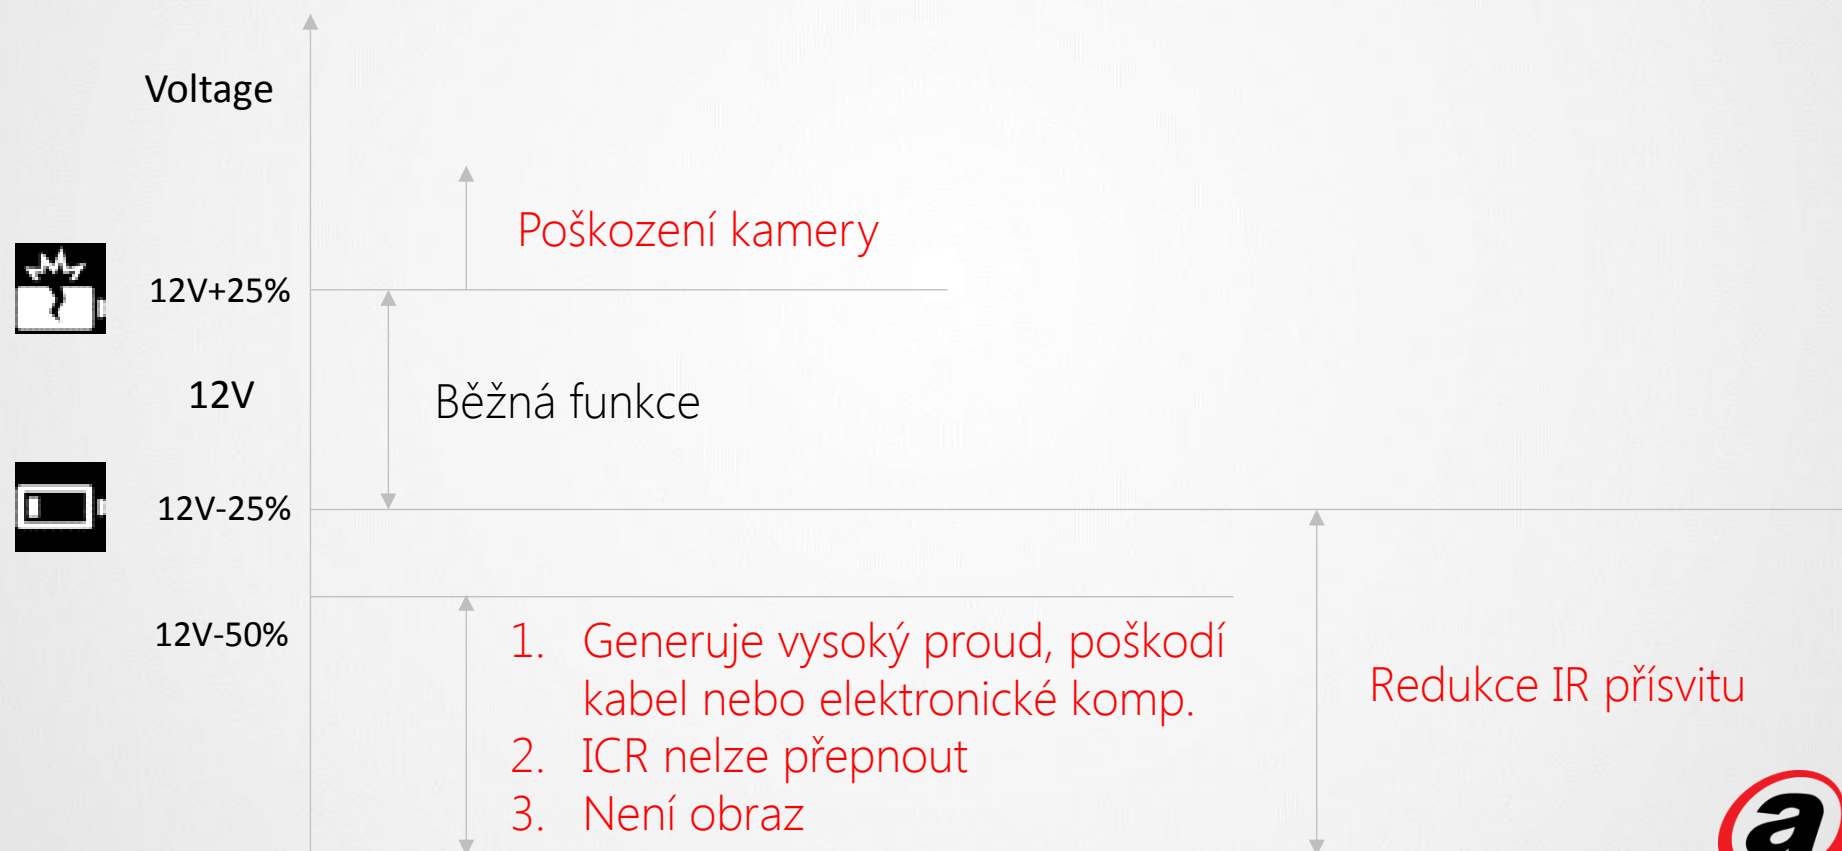 Voltage
Poškození kamery
12V+25%
12V
Běžná funkce
12V-25%
12V-50%
1. Generuje vysoký proud, poškodí
kabel nebo elektronické komp.
2. ICR nelze přepnout
3. Není obraz
Redukce IR přísvitu
a